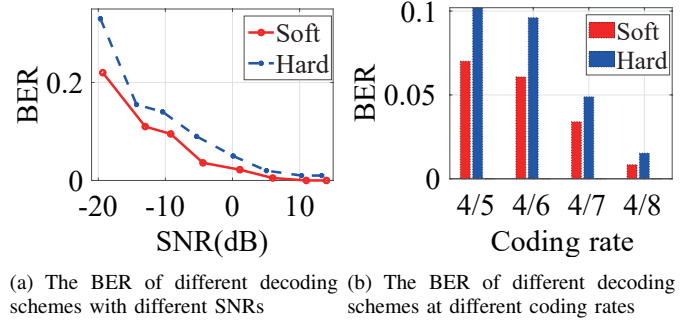 BER
0.2
0
-20
-10
0
10
SNR(dB)
Soft
Hard
(a) The BER of different decoding
schemes with different SNRs
BER
0.1
0.05
0
4/5 4/6 4/7 4/8
Coding rate
Soft
Hard
(b) The BER of different decoding
schemes at different coding rates